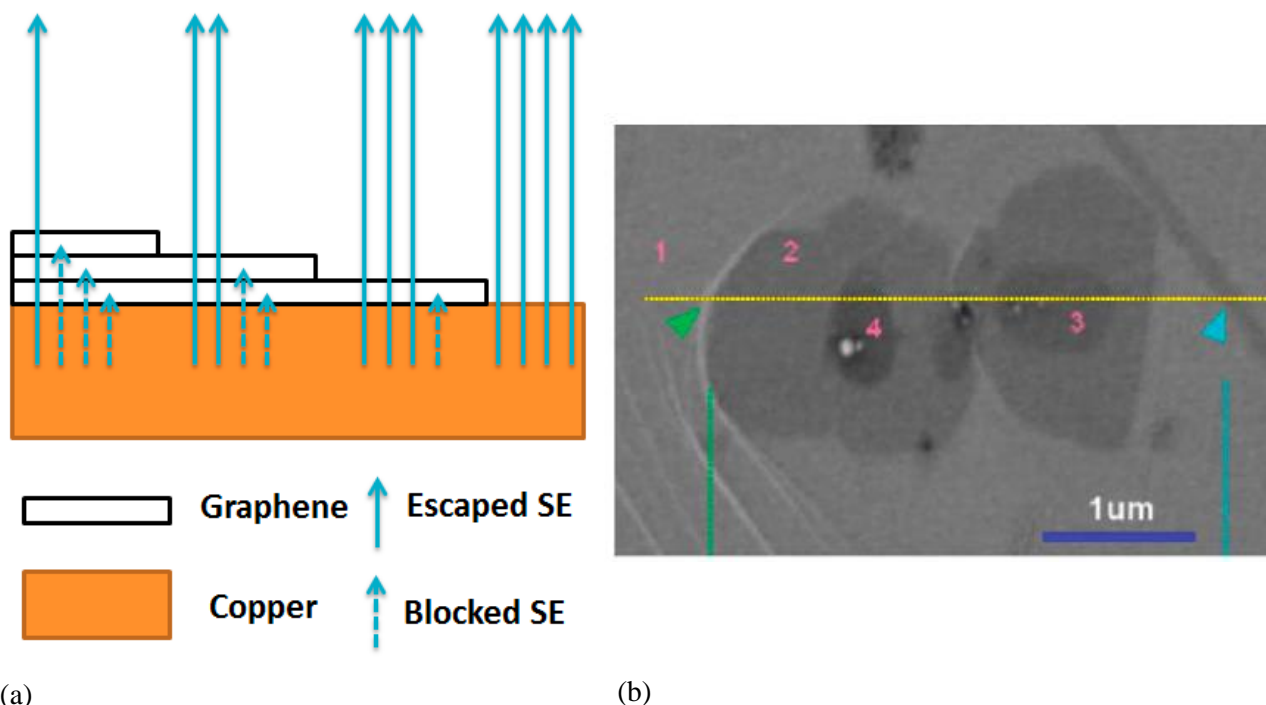 1
2
4
3
1um
Graphene
Escaped SE
Copper
Blocked SE
(a)
(b)